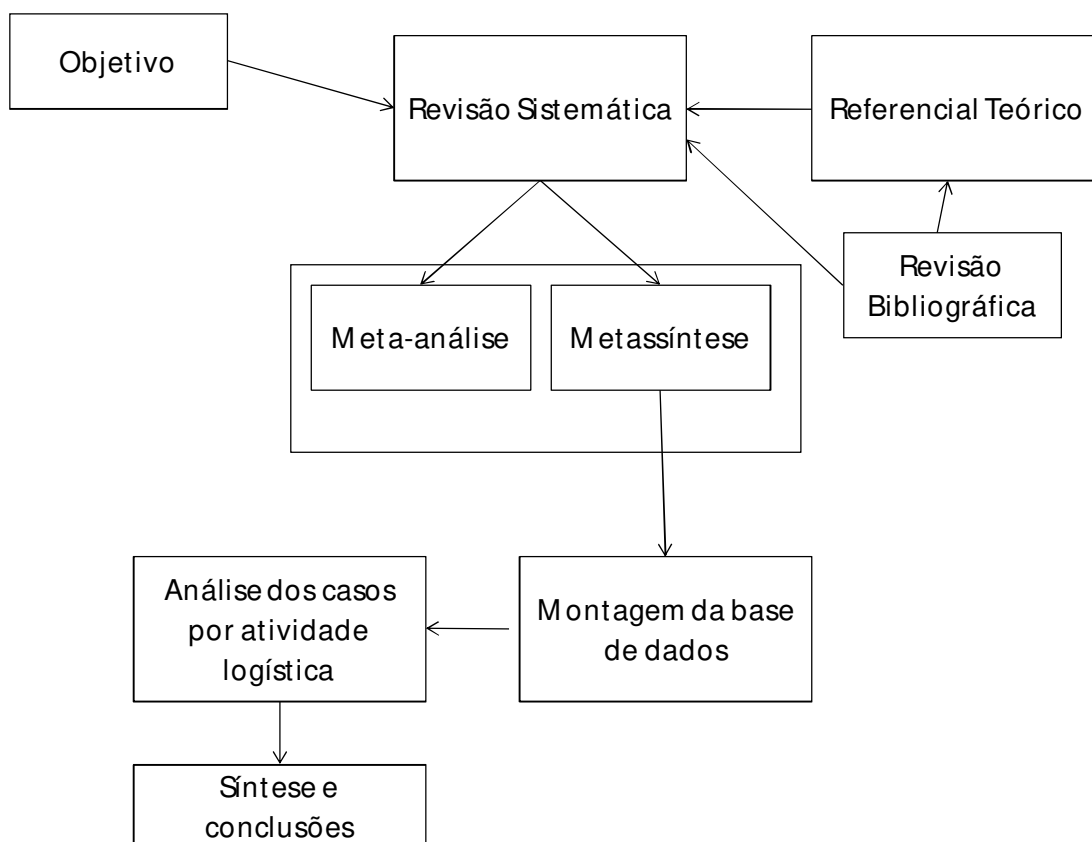 Objetivo
Revisão Sistemática
Referencial Teórico
Revisão
Bibliográfica
Meta-análise
Metassíntese
Análise dos casos
por atividade
logística
Montagem da base
de dados
Síntese e
conclusões